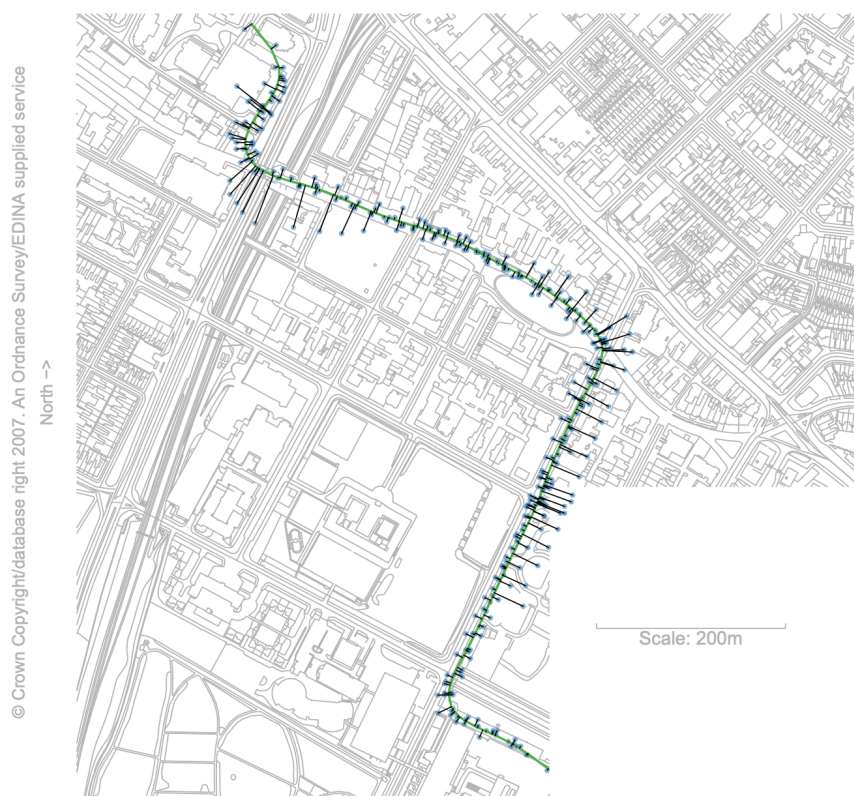 © Crown Copyright/database right 2007. An Ordnance Survey/EDINA supplied service
North -->
Scale: 200m